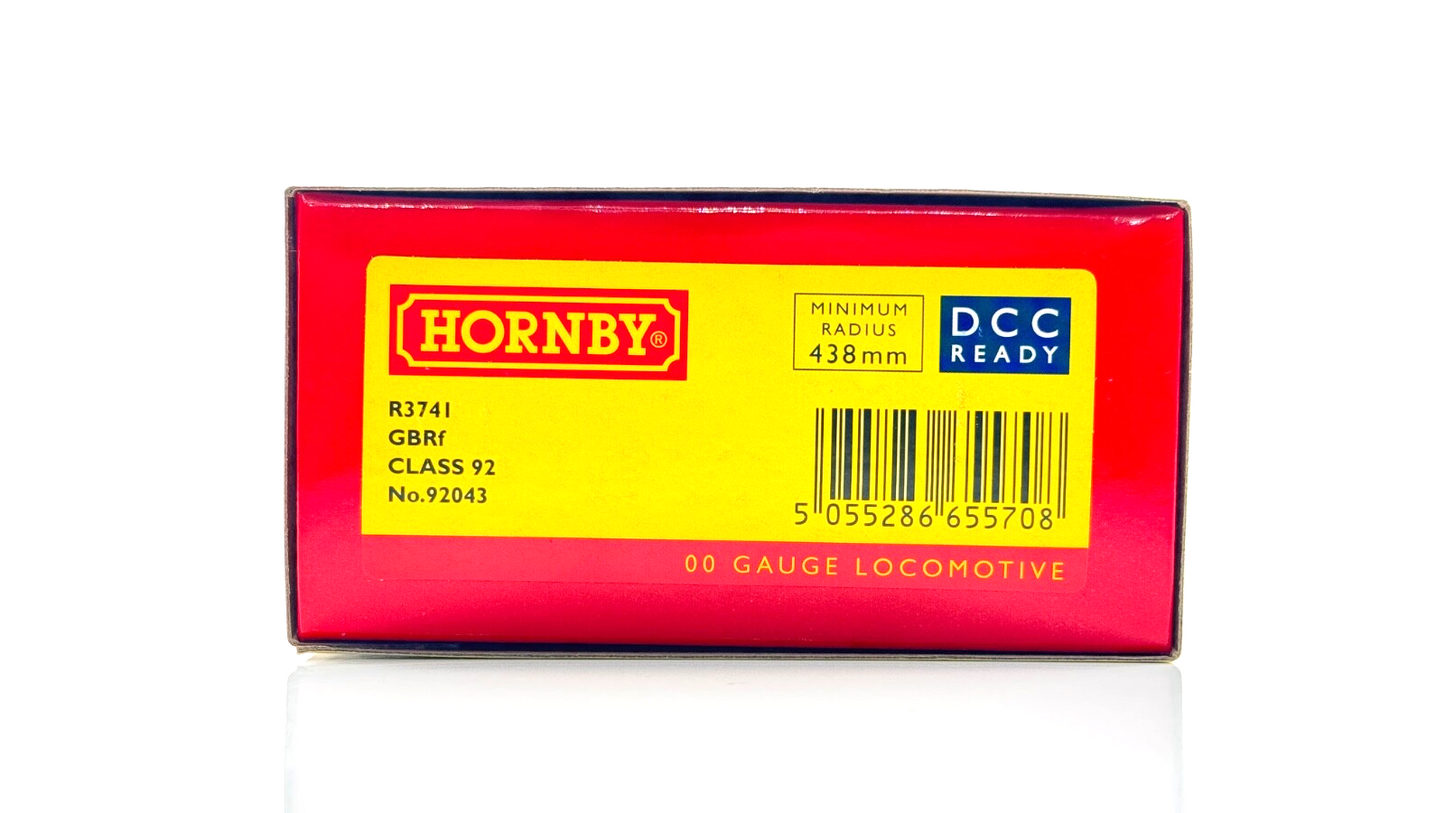 HORNBY®
MINIMUM
RADIUS
438mm
DCC
READY
R3741
GBRf
CLASS 92
No.92043
5 055286 655708
00 GAUGE LOCOMOTIVE